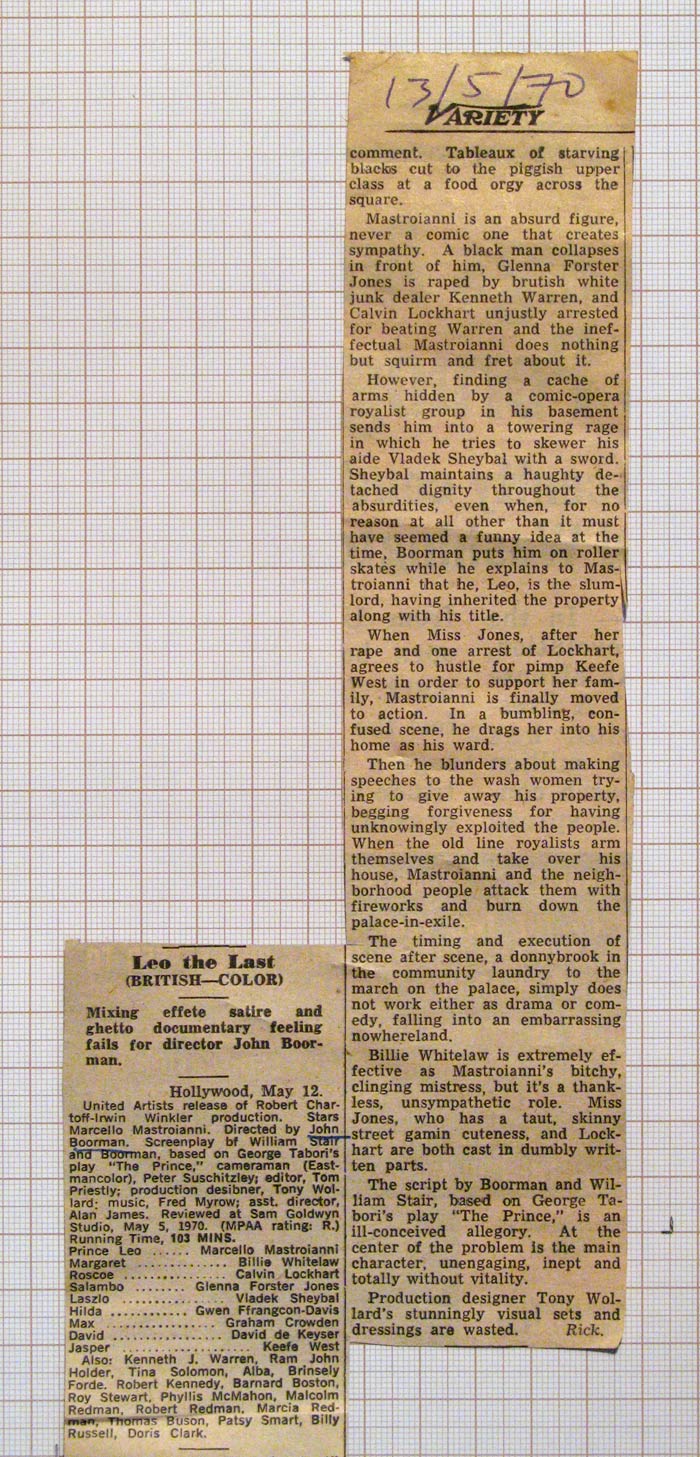 13/5/70
VARIETY
comment. Tableaux of starving
blacks cut to the piggish upper
class at a food orgy across the
square.
Mastroianni is an absurd figure,
never a comic one that creates
sympathy. A black man collapses
in front of him, Glenna Forster
Jones is raped by brutish white
junk dealer Kenneth Warren, and
Calvin Lockhart unjustly arrested
for beating Warren and the inef-
fectual Mastroianni does nothing
but squirm and fret about it.
However, finding a cache of
arms hidden by a comic-opera
royalist group in his basement
sends him into a towering rage
in which he tries to skewer his
aide Vladek Sheybal with a sword.
Sheybal maintains a haughty de-
tached dignity throughout the
absurdities, even when, for no
reason at all other than it must
have seemed a funny idea at the
time, Boorman puts him on roller
skates while he explains to Mas-
troianni that he, Leo, is the slum-
lord, having inherited the property
along with his title.
When Miss Jones, after her
rape and one arrest of Lockhart,
agrees to hustle for pimp Keefe
West in order to support her fam-
ily, Mastroianni is finally moved
to action. In a bumbling, con-
fused scene, he drags her into his
home as his ward.
Then he blunders about making
speeches to the wash women try-
ing to give away his property,
begging forgiveness for having
unknowingly exploited the people.
When the old line royalists arm
themselves and take over his
house, Mastroianni and the neigh-
borhood people attack them with
fireworks and burn down the
palace-in-exile.
The timing and execution of
scene after scene, a donnybrook in
the community laundry to the
march on the palace, simply does
not work either as drama or com-
edy, falling into an embarrassing
nowhereland.
Billie Whitelaw is extremely ef-
fective as Mastroianni's bitchy,
clinging mistress, but it's a thank-
less, unsympathetic role. Miss
Jones, who has a taut, skinny
street gamin cuteness, and Lock-
hart are both cast in dumbly writ-
ten parts.
The script by Boorman and Wil-
liam Stair, based on George Ta-
bori's play "The Prince," is an
ill-conceived allegory. At the
center of the problem is the main
character, unengaging, inept and
totally without vitality.
Production designer Tony Wol-
lard's stunningly visual sets and
dressings are wasted. Rick.
Leo the Last
(BRITISH—COLOR)
Mixing effete satire and
ghetto documentary feeling
fails for director John Boor-
man.
Hollywood, May 12.
United Artists release of Robert Char-
toff-Irwin Winkler production. Stars
Marcello Mastroianni. Directed by John
Boorman. Screenplay bf William Stair
and Boorman, based on George Tabori's
play "The Prince," cameraman (East-
mancolor), Peter Suschitzley; editor, Tom
Priestly; production desibner, Tony Wol-
lard; music, Fred Myrow; asst. director,
Alan James. Reviewed at Sam Goldwyn
Studio, May 5, 1970. (MPAA rating: R.)
Running Time, 103 MINS.
Prince Leo ...... Marcello Mastroianni
Margaret ............ Billie Whitelaw
Roscoe ............. Calvin Lockhart
Salambo ........ Glenna Forster Jones
Laszlo .............. Vladek Sheybal
Hilda ........... Gwen Ffrangcon-Davis
Max ................ Graham Crowden
David ................ David de Keyser
Jasper ................... Keefe West
Also: Kenneth J. Warren, Ram John
Holder, Tina Solomon, Alba, Brinsely
Forde. Robert Kennedy, Barnard Boston,
Roy Stewart, Phyllis McMahon, Malcolm
Redman, Robert Redman, Marcia Red-
man, Thomas Buson, Patsy Smart, Billy
Russell, Doris Clark.